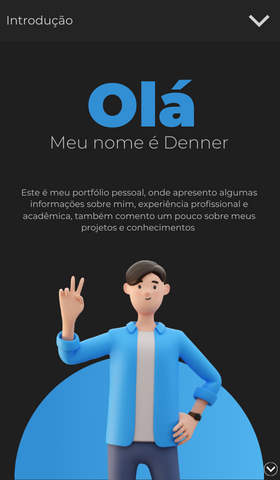 Introdução
Olá
Meu nome é Denner
Este é meu portfólio pessoal, onde apresento algumas
informações sobre mim, experiência profissional e
acadêmica, também comento um pouco sobre meus
projetos e conhecimentos